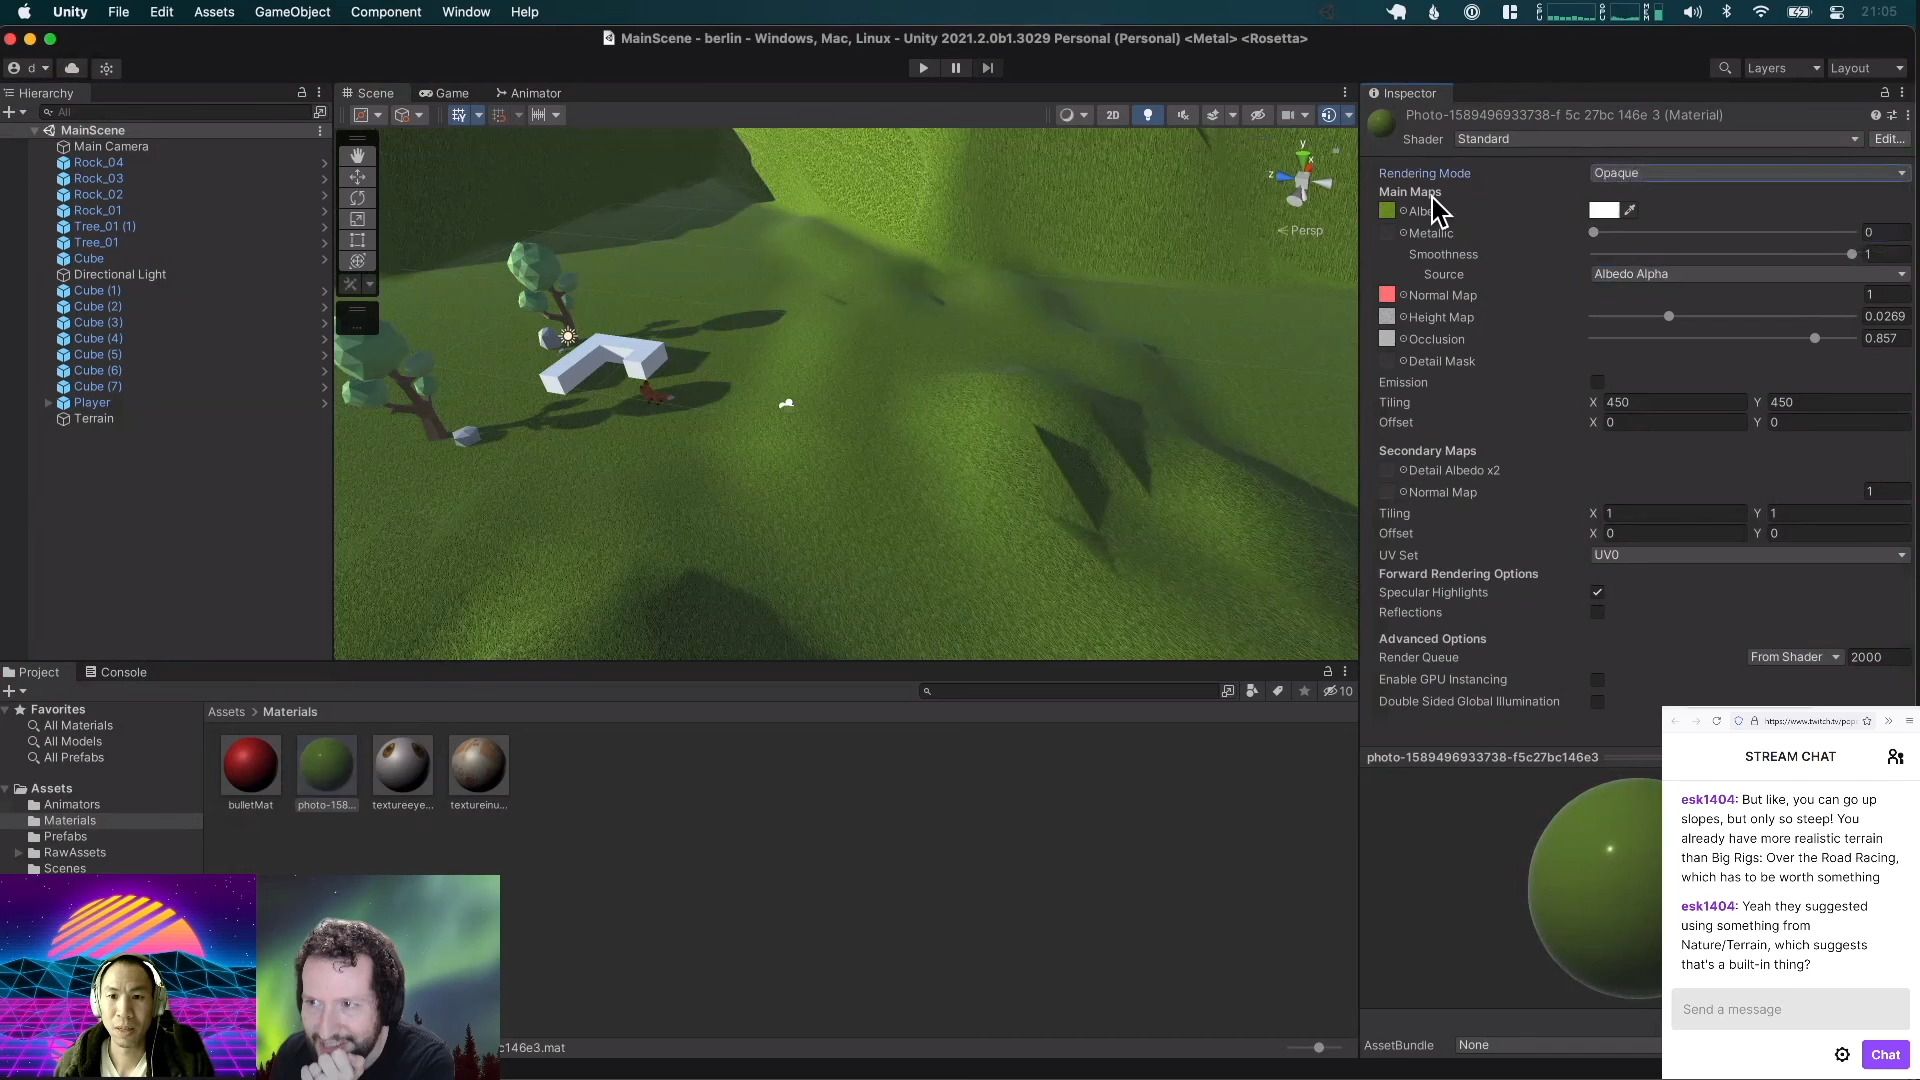 Unity File Edit Assets GameObject Component Window Help 21:05
MainScene - berlin - Windows, Mac, Linux - Unity 2021.2.0b1.3029 Personal (Personal) <Metal> <Rosetta>
d Layers Layout
Hierarchy
All
MainScene
Main Camera
Rock_04
Rock_03
Rock_02
Rock_01
Tree_01 (1)
Tree_01
Cube
Directional Light
Cube (1)
Cube (2)
Cube (3)
Cube (4)
Cube (5)
Cube (6)
Cube (7)
Player
Terrain
Scene Game Animator
2D
y
x
z
Persp
Inspector
Photo-1589496933738-f 5c 27bc 146e 3 (Material)
Shader Standard Edit...
Rendering Mode Opaque
Main Maps
Metallic 0
Smoothness 1
Source Albedo Alpha
Normal Map 1
Height Map 0.0269
Occlusion 0.857
Detail Mask
Emission
Tiling X 450 Y 450
Offset X 0 Y 0
Secondary Maps
Detail Albedo x2
Normal Map 1
Tiling X 1 Y 1
Offset X 0 Y 0
UV Set UV0
Forward Rendering Options
Specular Highlights
Reflections
Advanced Options
Render Queue From Shader 2000
Enable GPU Instancing
Double Sided Global Illumination
photo-1589496933738-f5c27bc146e3
AssetBundle None
Project Console
10
Favorites
All Materials
All Models
All Prefabs
Assets
Animators
Materials
Prefabs
RawAssets
Scenes
Assets > Materials
bulletMat photo-158... textureeye... textureinu...
c146e3.mat
https://www.twitch.tv/pop
STREAM CHAT
esk1404: But like, you can go up
slopes, but only so steep! You
already have more realistic terrain
than Big Rigs: Over the Road Racing,
which has to be worth something
esk1404: Yeah they suggested
using something from
Nature/Terrain, which suggests
that's a built-in thing?
Send a message
Chat